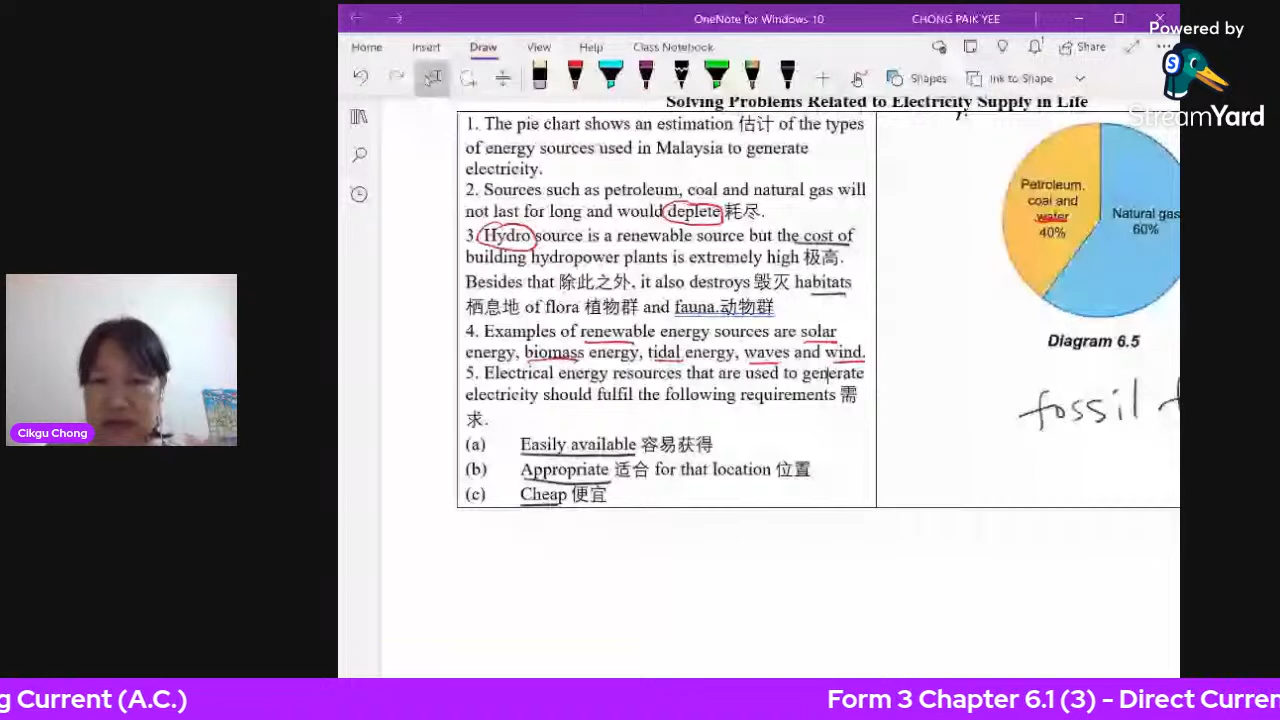 OneNote for Windows 10
CHONG PAIK YEE
Powered by
StreamYard
Home
Insert
Draw
View
Help
Class Notebook
Share
Shapes
Ink to Shape
Solving Problems Related to Electricity Supply in Life
1. The pie chart shows an estimation 估计 of the types
of energy sources used in Malaysia to generate
electricity.
2. Sources such as petroleum, coal and natural gas will
not last for long and would deplete 耗尽.
3. Hydro source is a renewable source but the cost of
building hydropower plants is extremely high 极高.
Besides that 除此之外, it also destroys 毁灭 habitats
栖息地 of flora 植物群 and fauna.动物群
4. Examples of renewable energy sources are solar
energy, biomass energy, tidal energy, waves and wind.
5. Electrical energy resources that are used to generate
electricity should fulfil the following requirements 需
求.
(a) Easily available 容易获得
(b) Appropriate 适合 for that location 位置
(c) Cheap 便宜
Petroleum,
coal and
water
40%
Natural gas
60%
Diagram 6.5
fossil f
Cikgu Chong
g Current (A.C.)
Form 3 Chapter 6.1 (3) - Direct Curren